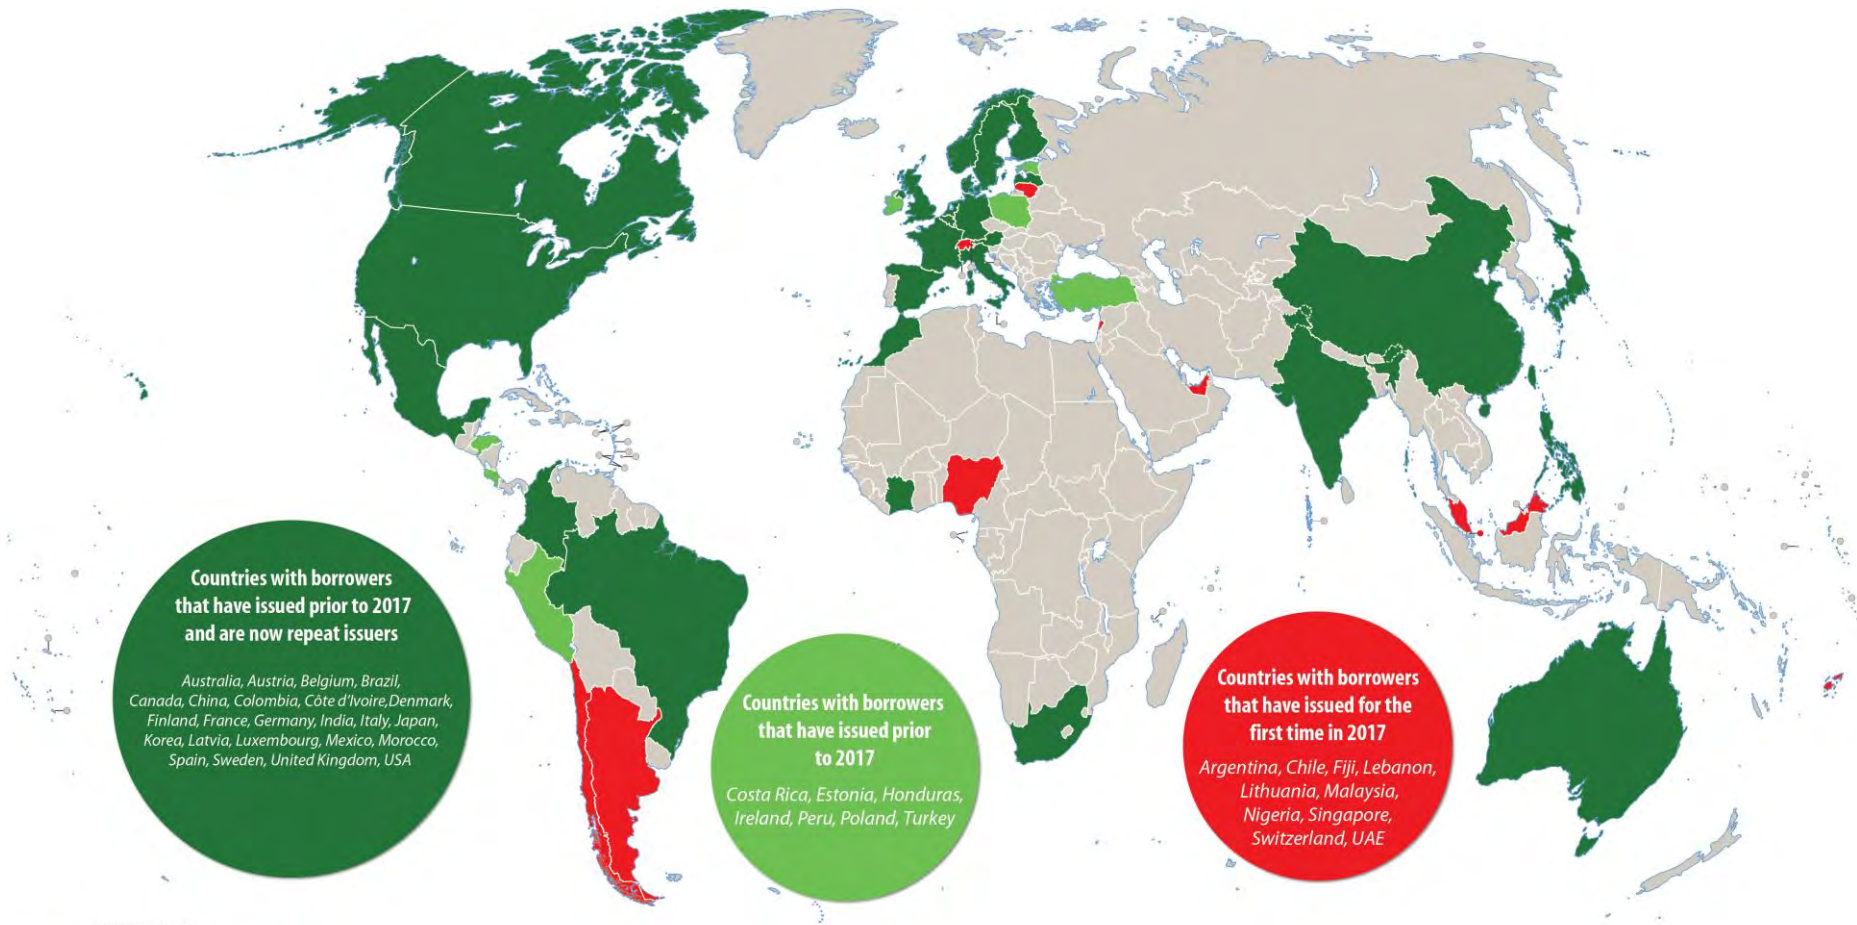 Countries with borrowers
that have issued prior to 2017
and are now repeat issuers
Australia, Austria, Belgium, Brazil,
Canada, China, Colombia, Côte d'Ivoire,Denmark,
Finland, France, Germany, India, Italy, Japan,
Korea, Latvia, Luxembourg, Mexico, Morocco,
Spain, Sweden, United Kingdom, USA
Countries with borrowers
that have issued prior
to 2017
Costa Rica, Estonia, Honduras,
Ireland, Peru, Poland, Turkey
Countries with borrowers
that have issued for the
first time in 2017
Argentina, Chile, Fiji, Lebanon,
Lithuania, Malaysia,
Nigeria, Singapore,
Switzerland, UAE